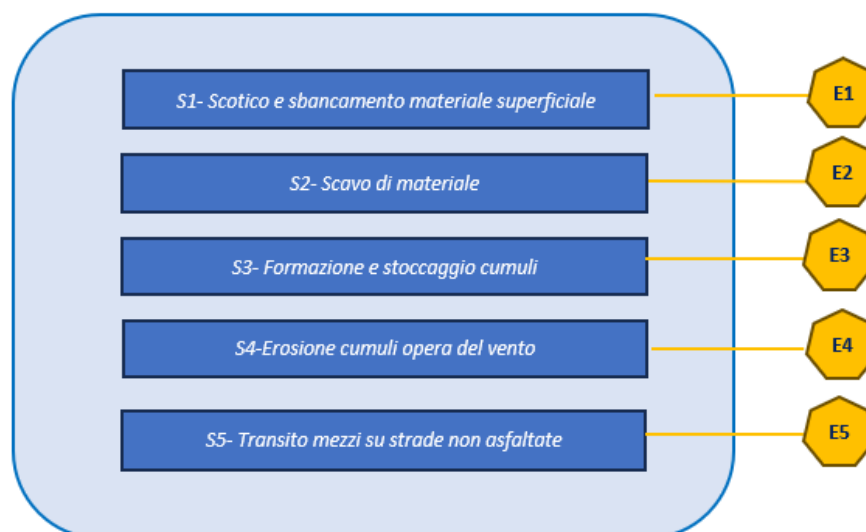 S1- Scotico e sbancamento materiale superficiale
E1
S2- Scavo di materiale
E2
S3- Formazione e stoccaggio cumuli
E3
S4-Erosione cumuli opera del vento
E4
S5- Transito mezzi su strade non asfaltate
E5